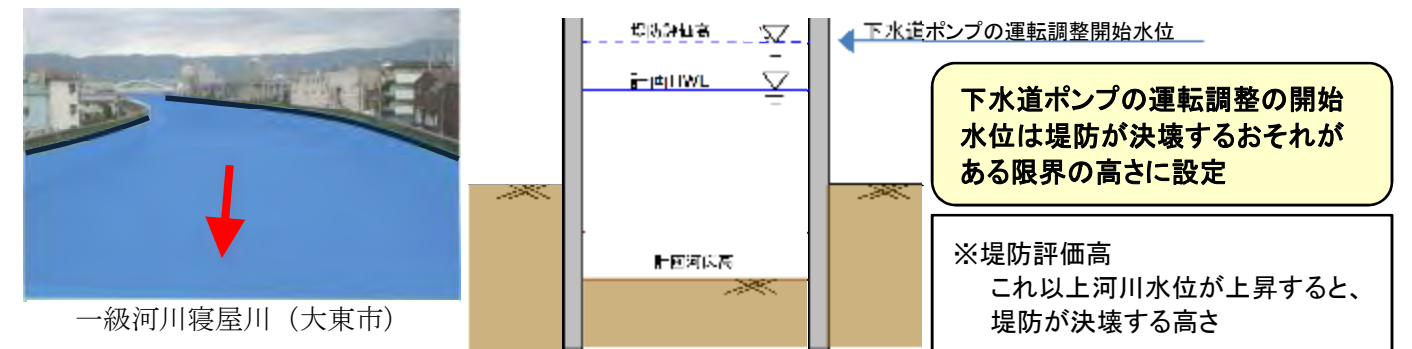 堤防評価高
下水道ポンプの運転調整開始水位
計画HWL
下水道ポンプの運転調整の開始
水位は堤防が決壊するおそれが
ある限界の高さに設定
計画河床高
※堤防評価高
これ以上河川水位が上昇すると、
堤防が決壊する高さ
一級河川寝屋川（大東市）